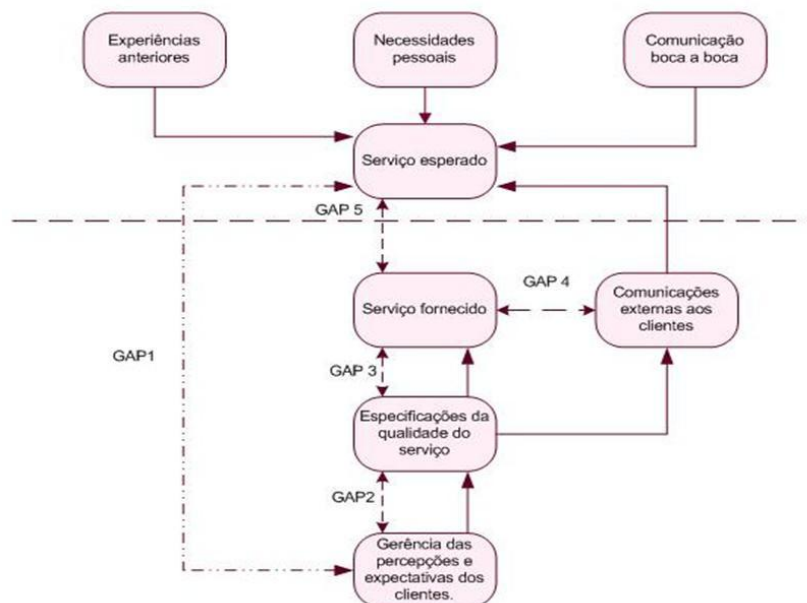 Experiências
anteriores
Necessidades
pessoais
Comunicação
boca a boca
Serviço esperado
GAP 5
Serviço fornecido
GAP 4
Comunicações
externas aos
clientes
GAP1
GAP 3
Especificações da
qualidade do
serviço
GAP2
Gerência das
percepções e
expectativas dos
clientes.